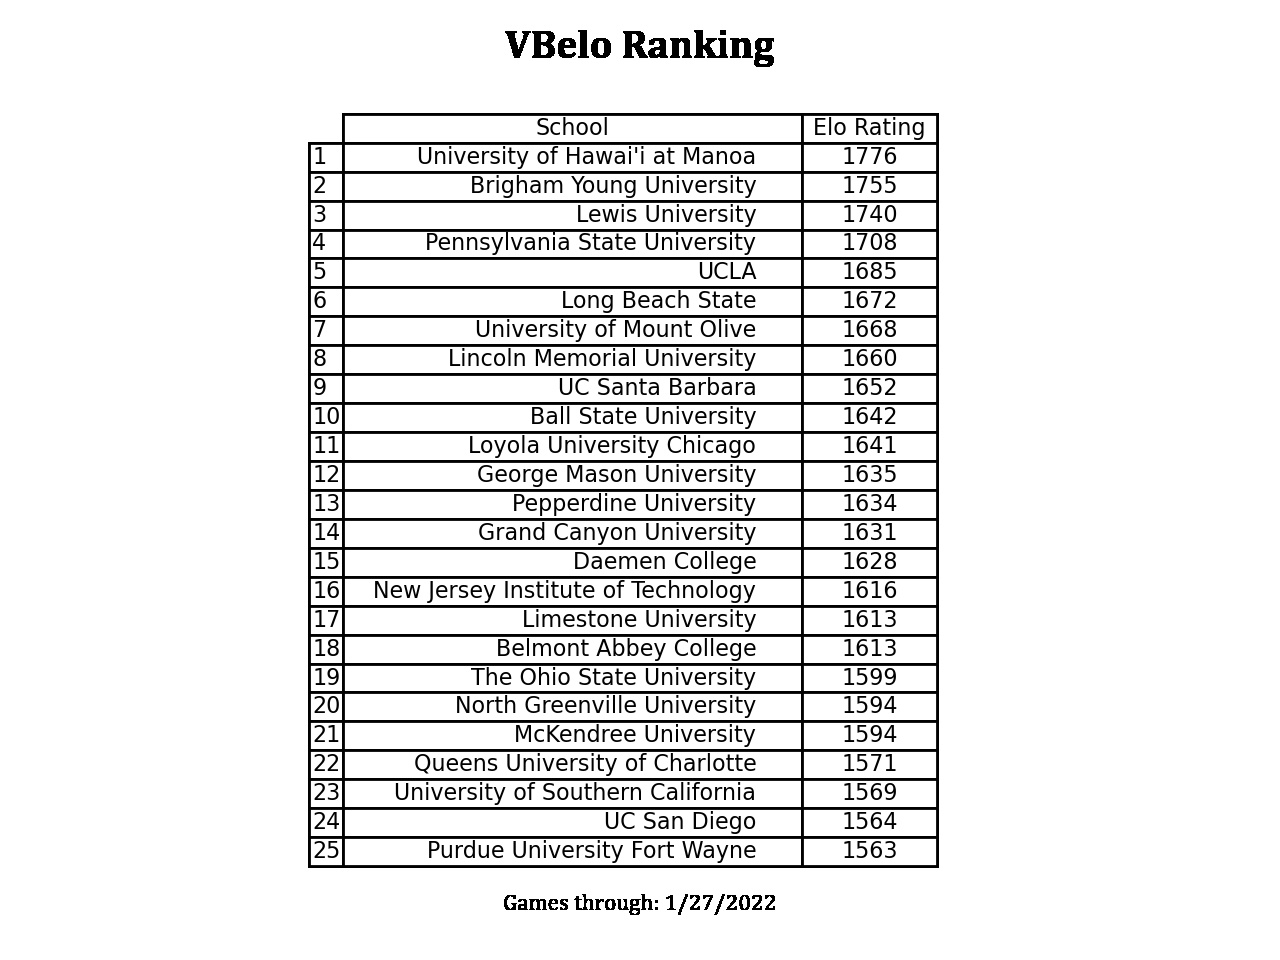 VBelo Ranking
School Elo Rating
1 University of Hawai'i at Manoa 1776
2 Brigham Young University 1755
3 Lewis University 1740
4 Pennsylvania State University 1708
5 UCLA 1685
6 Long Beach State 1672
7 University of Mount Olive 1668
8 Lincoln Memorial University 1660
9 UC Santa Barbara 1652
10 Ball State University 1642
11 Loyola University Chicago 1641
12 George Mason University 1635
13 Pepperdine University 1634
14 Grand Canyon University 1631
15 Daemen College 1628
16 New Jersey Institute of Technology 1616
17 Limestone University 1613
18 Belmont Abbey College 1613
19 The Ohio State University 1599
20 North Greenville University 1594
21 McKendree University 1594
22 Queens University of Charlotte 1571
23 University of Southern California 1569
24 UC San Diego 1564
25 Purdue University Fort Wayne 1563
Games through: 1/27/2022